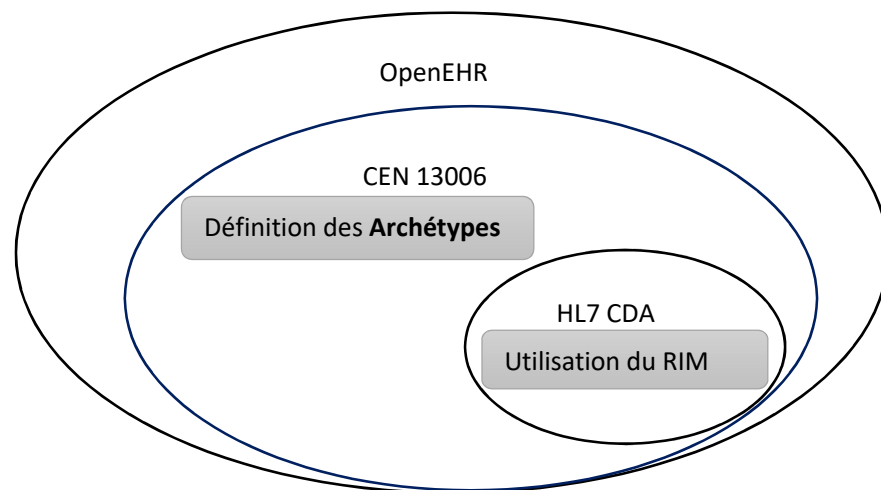 OpenEHR
CEN 13006
Définition des Archétypes
HL7 CDA
Utilisation du RIM